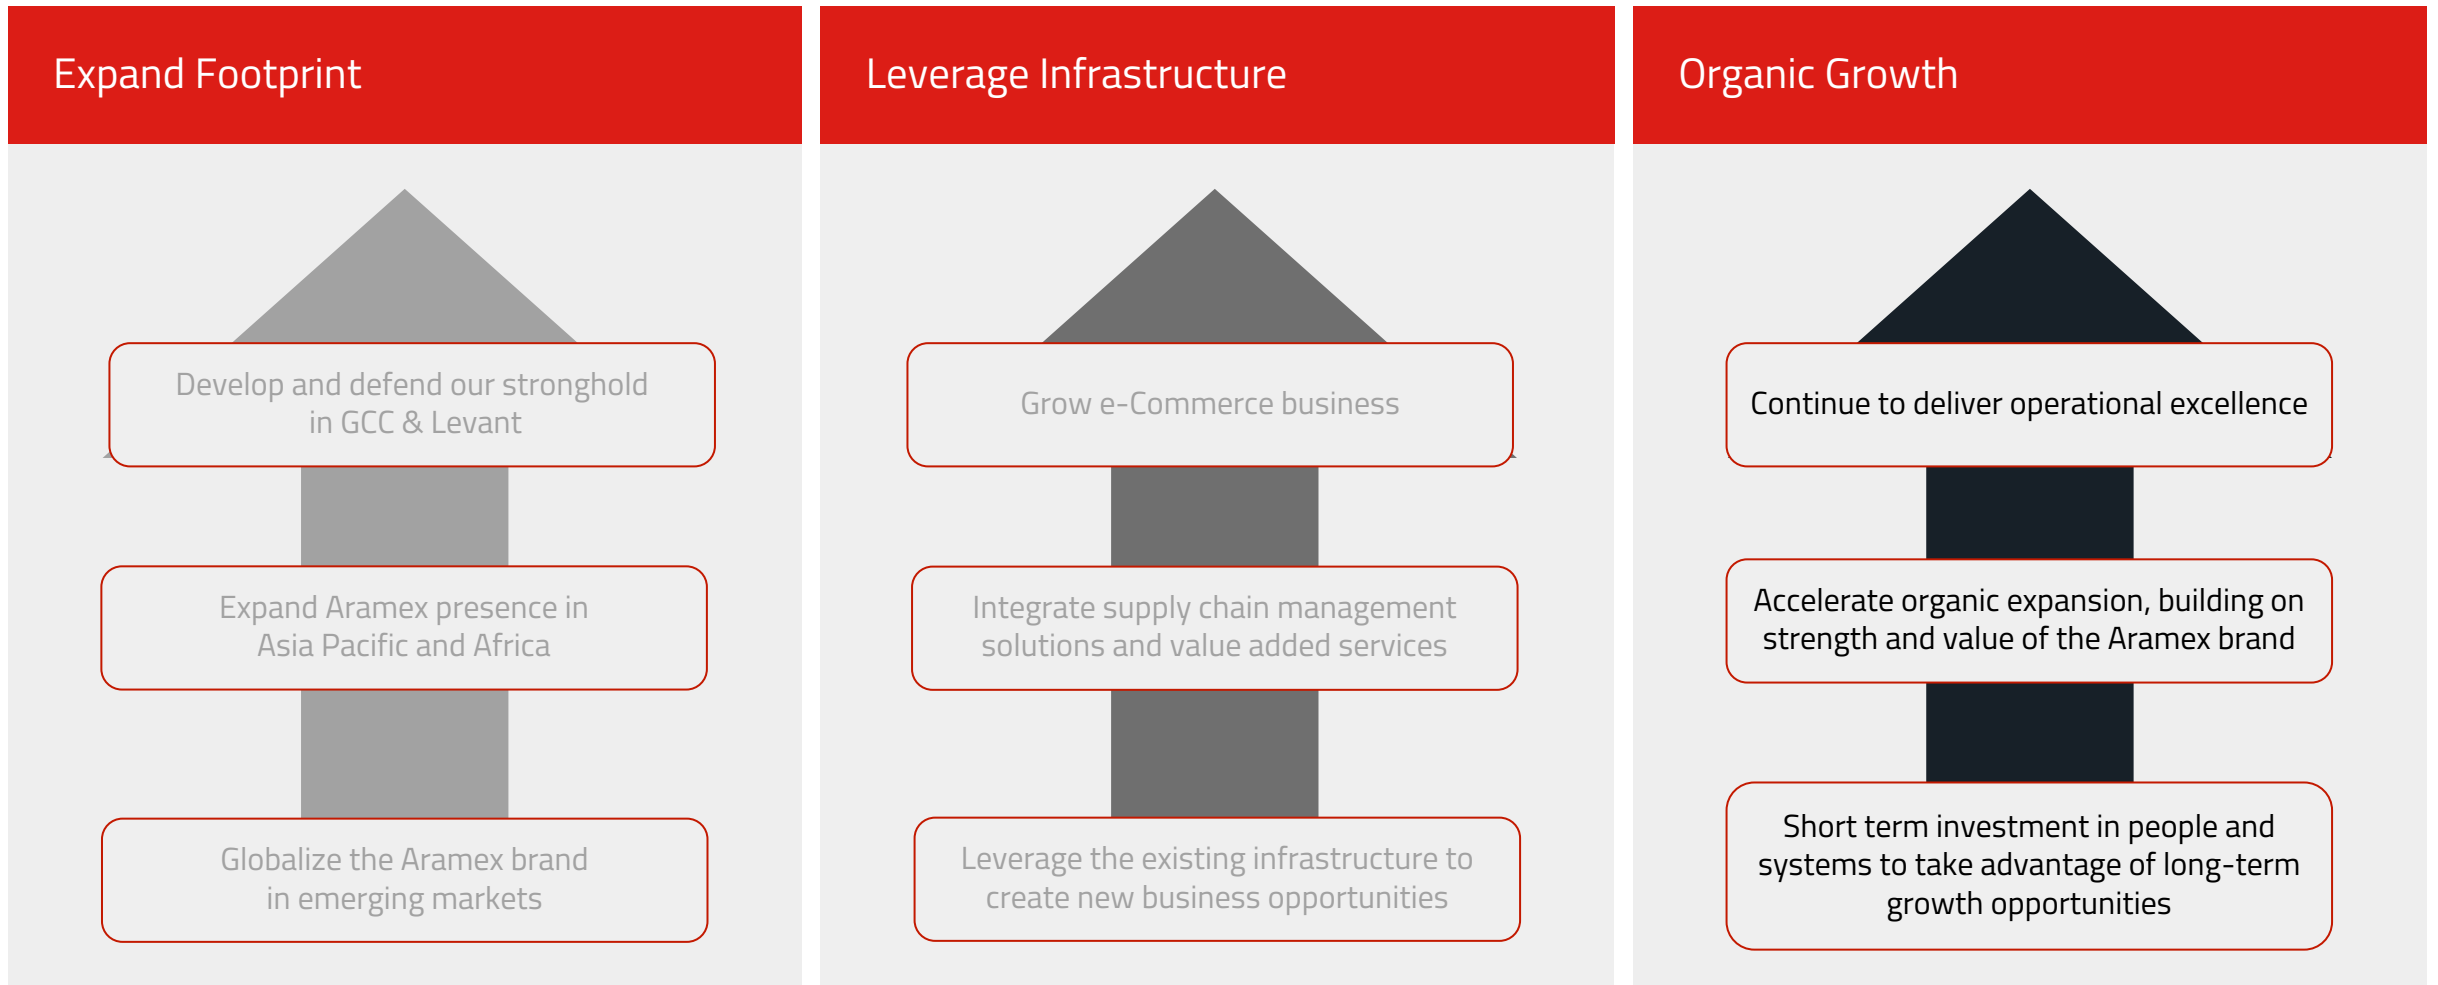 Expand Footprint
Develop and defend our stronghold
in GCC & Levant
Expand Aramex presence in
Asia Pacific and Africa
Globalize the Aramex brand
in emerging markets
Leverage Infrastructure
Grow e-Commerce business
Integrate supply chain management
solutions and value added services
Leverage the existing infrastructure to
create new business opportunities
Organic Growth
Continue to deliver operational excellence
Accelerate organic expansion, building on
strength and value of the Aramex brand
Short term investment in people and
systems to take advantage of long-term
growth opportunities